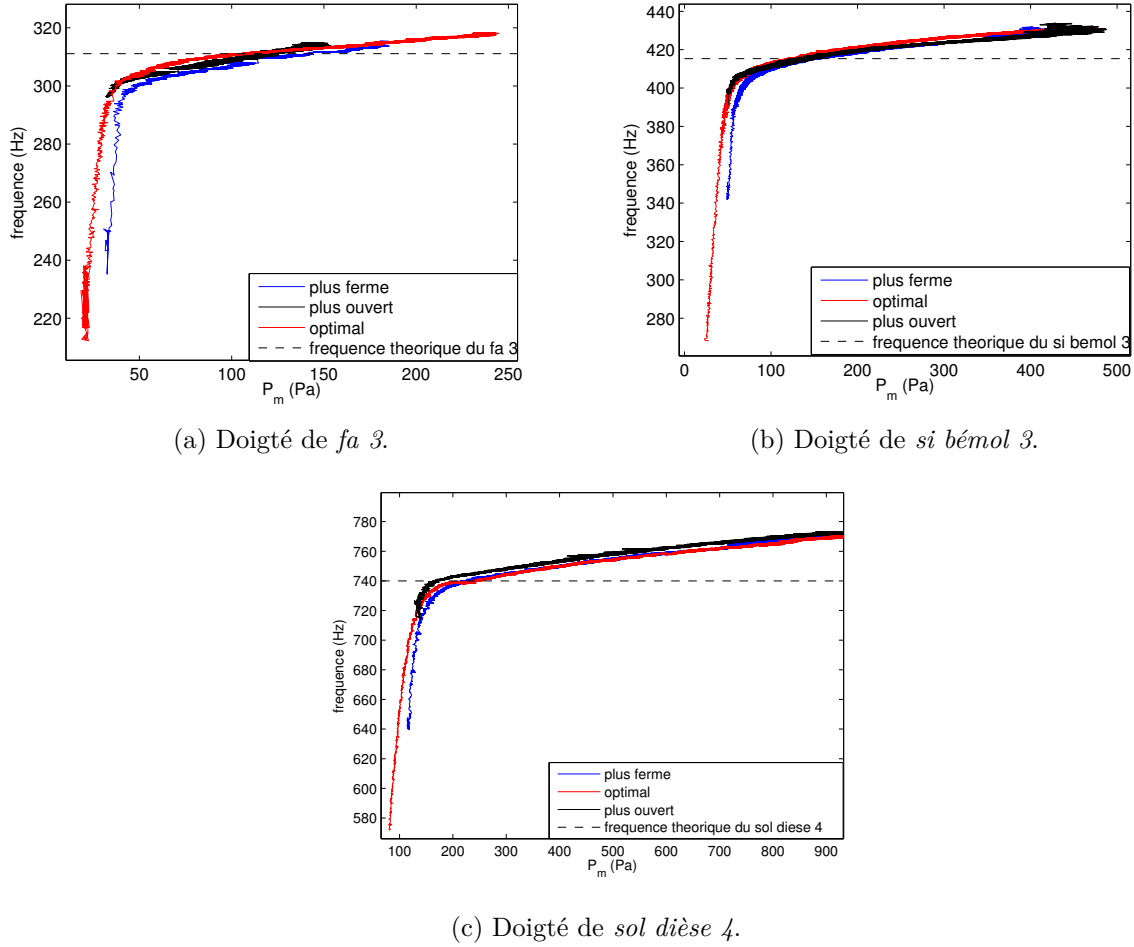 320
300
280
260
240
220
frequence (Hz)
50
100
150
200
250
P_m (Pa)
plus ferme
plus ouvert
optimal
frequence theorique du fa 3
(a) Doigté de fa 3.
440
420
400
380
360
340
320
300
280
frequence (Hz)
0
100
200
300
400
500
P_m (Pa)
plus ferme
optimal
plus ouvert
frequence theorique du si bemol 3
(b) Doigté de si bémol 3.
780
760
740
720
700
680
660
640
620
600
580
frequence (Hz)
100
200
300
400
500
600
700
800
900
P_m (Pa)
plus ferme
optimal
plus ouvert
frequence theorique du sol diese 4
(c) Doigté de sol dièse 4.